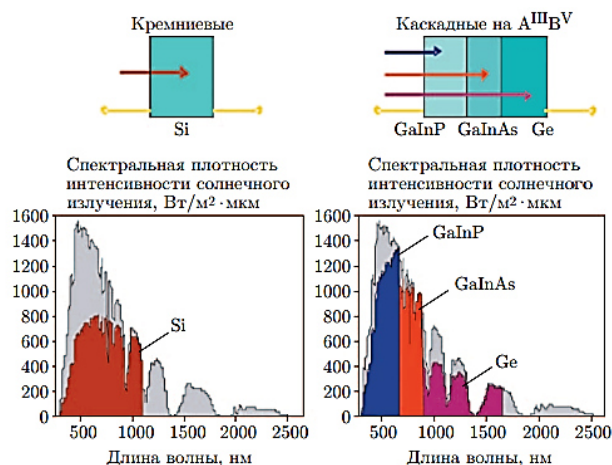 Кремниевые
Si
Каскадные на AᴵᴵᴵBⱽ
GaInP GaInAs Ge
Спектральная плотность
интенсивности солнечного
излучения, Вт/м² · мкм
1600
1400
1200
1000
800
600
400
200
0
Si
500 1000 1500 2000 2500
Длина волны, нм
Спектральная плотность
интенсивности солнечного
излучения, Вт/м² · мкм
1600
1400
1200
1000
800
600
400
200
0
GaInP
GaInAs
Ge
500 1000 1500 2000 2500
Длина волны, нм